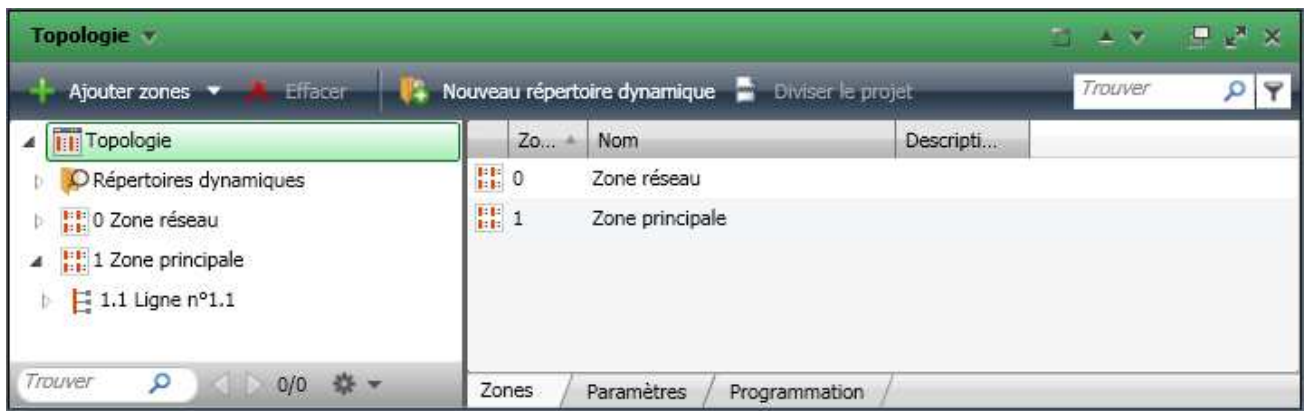 Topologie
Ajouter zones Effacer Nouveau répertoire dynamique Diviser le projet Trouver
Topologie
Répertoires dynamiques
0 Zone réseau
1 Zone principale
1.1 Ligne n°1.1
Trouver 0/0
Zo... Nom Descripti...
0 Zone réseau
1 Zone principale
Zones Paramètres Programmation